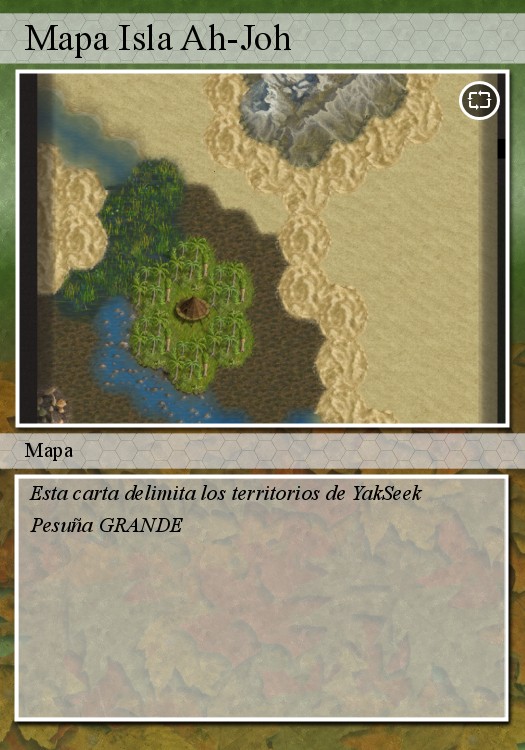 Mapa Isla Ah-Joh
Mapa
Esta carta delimita los territorios de YakSeek
Pesuña GRANDE